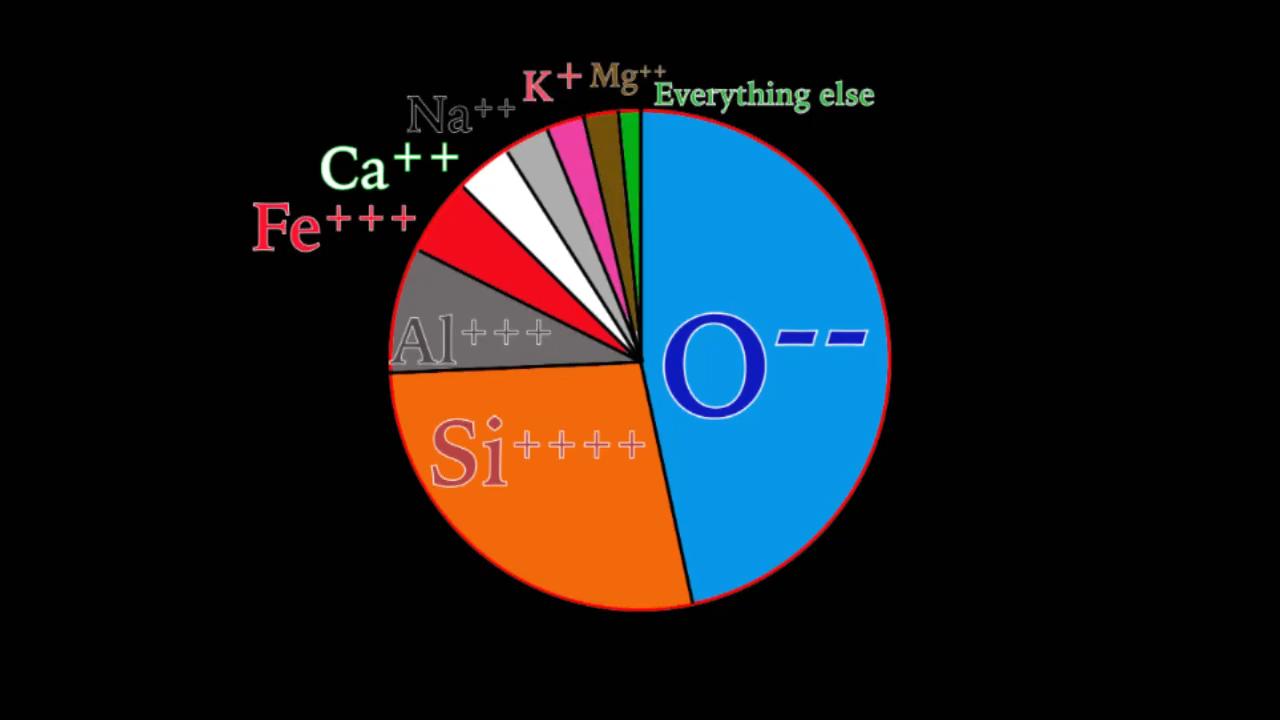 K+ Mg++
Everything else
Na++
Ca++
Fe+++
Al+++
O--
Si++++